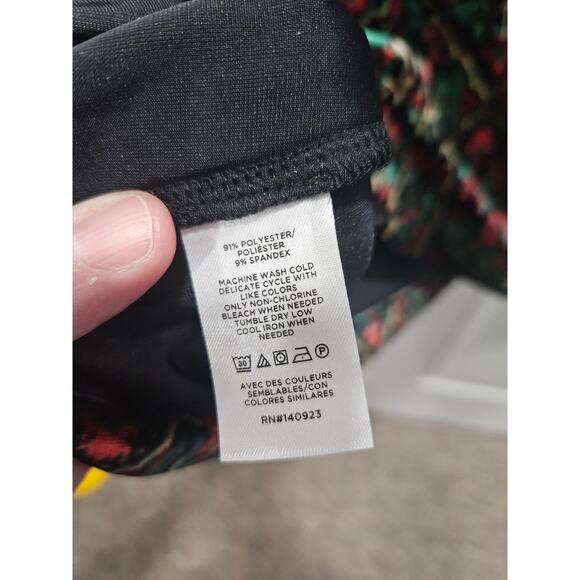 91% POLYESTER/
POLIÉSTER
9% SPANDEX
MACHINE WASH COLD
DELICATE CYCLE WITH
LIKE COLORS
ONLY NON-CHLORINE
BLEACH WHEN NEEDED
TUMBLE DRY LOW
COOL IRON WHEN
NEEDED
30 P
AVEC DES COULEURS
SEMBLABLES/CON
COLORES SIMILARES
RN#140923